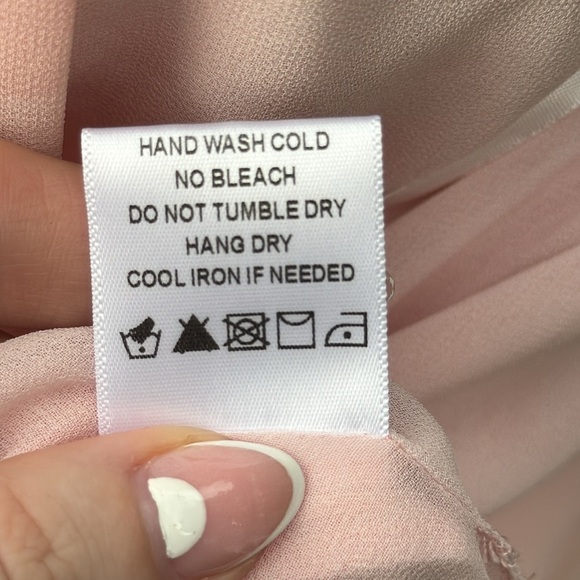 HAND WASH COLD
NO BLEACH
DO NOT TUMBLE DRY
HANG DRY
COOL IRON IF NEEDED